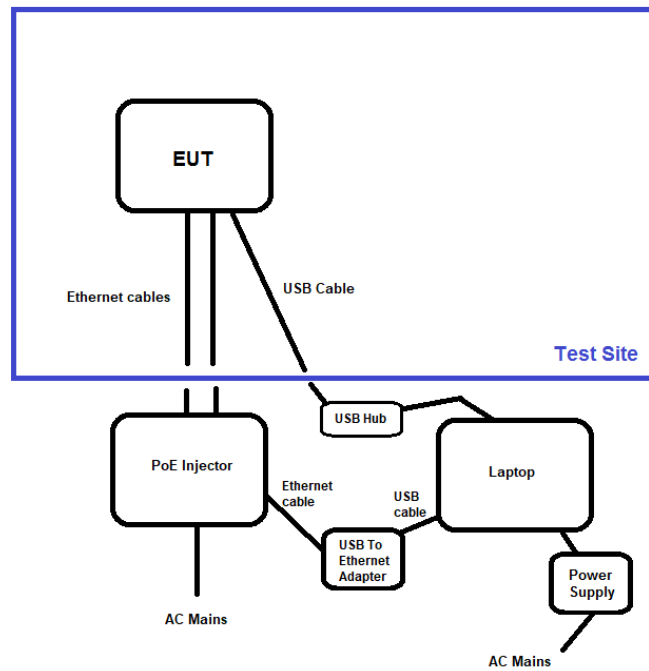 EUT
Ethernet cables
USB Cable
Test Site
USB Hub
PoE Injector
Laptop
Ethernet
cable
USB
cable
USB To
Ethernet
Adapter
Power
Supply
AC Mains
AC Mains